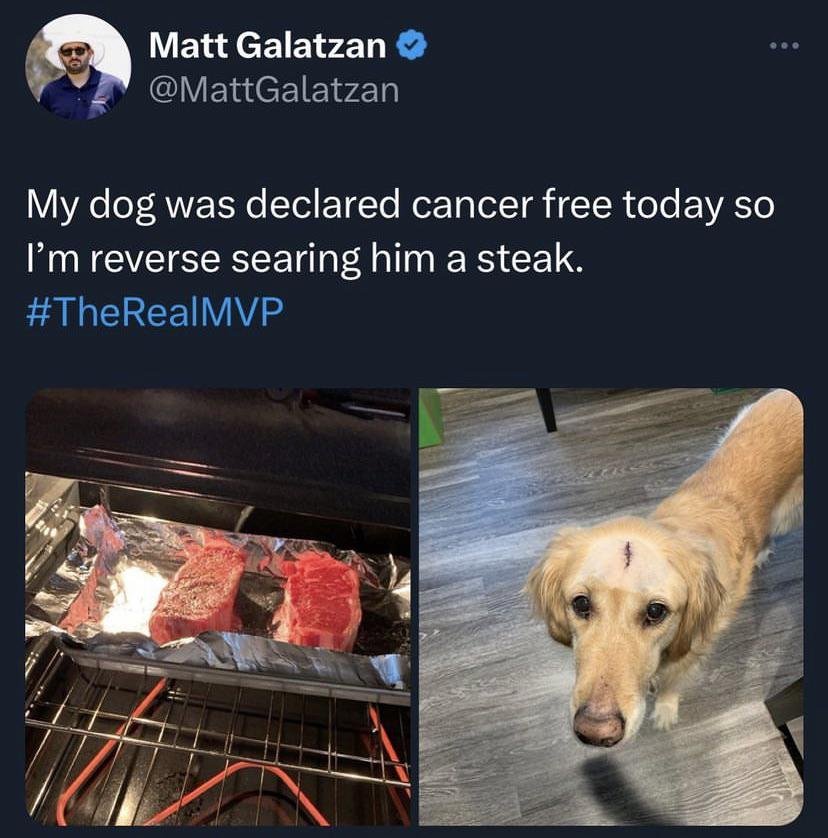 Matt Galatzan
@MattGalatzan
My dog was declared cancer free today so
I’m reverse searing him a steak.
#TheRealMVP